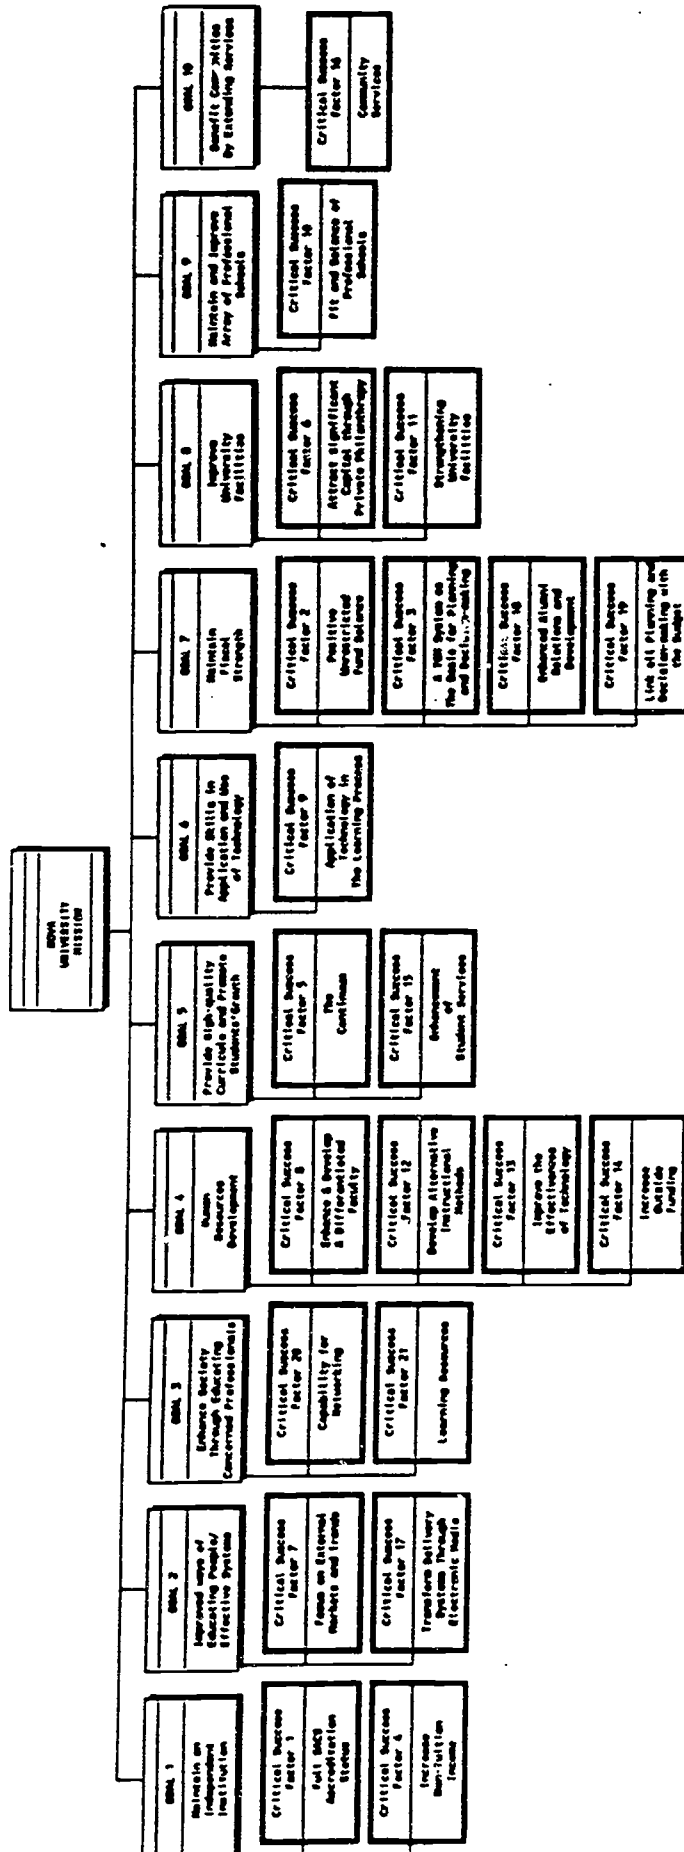 NOVA
UNIVERSITY
MISSION
GOAL 1
Maintain an
Independent
Institution
Critical Success
Factor 1
Full SACS
Accreditation
Status
Critical Success
Factor 4
Increase
Non-Tuition
Income
GOAL 2
Improved ways of
Educating People/
Effective Systems
Critical Success
Factor 7
Focus on External
Markets and Trends
Critical Success
Factor 17
Transform Delivery
Systems Through
Electronic Media
GOAL 3
Enhance Society
Through Educating
Concerned Professionals
Critical Success
Factor 20
Capability for
Networking
Critical Success
Factor 21
Learning Resources
GOAL 4
Human
Resources
Development
Critical Success
Factor 8
Enhance & Develop
A Differentiated
Faculty
Critical Success
Factor 12
Develop Alternative
Instructional
Methods
Critical Success
Factor 13
Improve the
Effectiveness
of Technology
Critical Success
Factor 14
Increase
Outside
Funding
GOAL 5
Provide High-quality
Curricula and Promote
Students' Growth
Critical Success
Factor 5
The
Continuum
Critical Success
Factor 15
Enhancement
of
Student Services
GOAL 6
Provide Skills in
Application and Use
of Technology
Critical Success
Factor 9
Application of
Technology in
The Learning Process
GOAL 7
Maintain
Fiscal
Strength
Critical Success
Factor 2
Positive
Unrestricted
Fund Balance
Critical Success
Factor 3
A System as
The Basis for Planning
and Decision-making
Critical Success
Factor 18
Enhanced Alumni
Relations and
Development
Critical Success
Factor 19
Link all Planning and
Decision-making with
the Budget
GOAL 8
Improve
University
Facilities
Critical Success
Factor 6
Attract Significant
Capital through
Private Philanthropy
Critical Success
Factor 11
Strengthening
University
Facilities
GOAL 9
Maintain and Improve
Array of Professional
Schools
Critical Success
Factor 10
Fit and Balance of
Professional
Schools
GOAL 10
Benefit Communities
By Extending Services
Critical Success
Factor 16
Community
Services